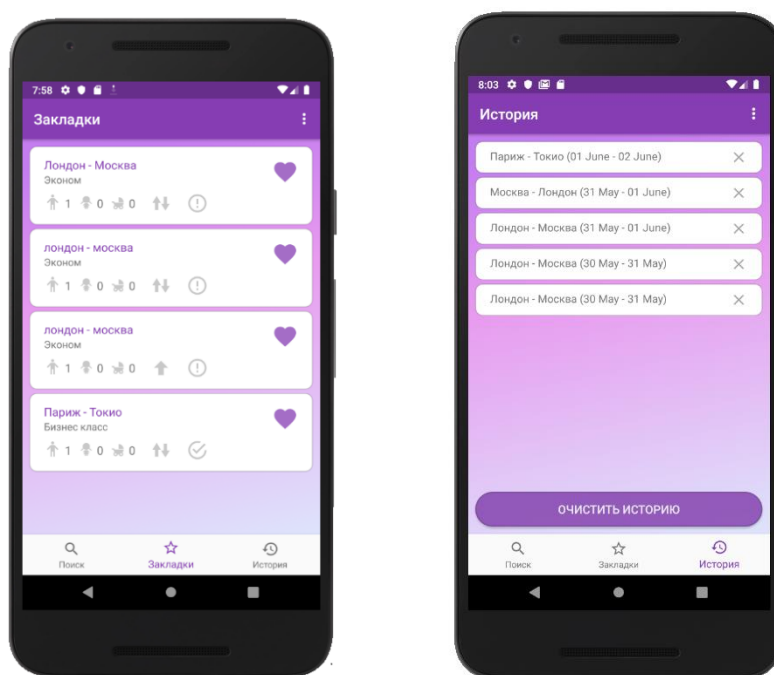 7:58
Закладки
Лондон - Москва
Эконом
1 0 0
лондон - москва
Эконом
1 0 0
лондон - москва
Эконом
1 0 0
Париж - Токио
Бизнес класс
1 0 0
Поиск Закладки История
8:03
История
Париж - Токио (01 June - 02 June)
Москва - Лондон (31 May - 01 June)
Лондон - Москва (31 May - 01 June)
Лондон - Москва (30 May - 31 May)
Лондон - Москва (30 May - 31 May)
ОЧИСТИТЬ ИСТОРИЮ
Поиск Закладки История